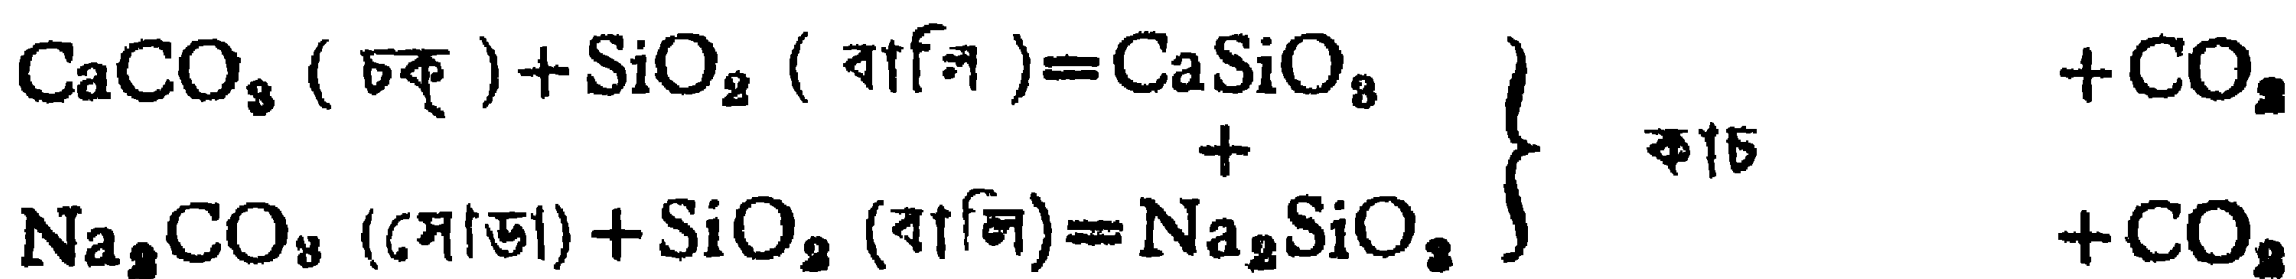 CaCO₃ ( চক্ )+SiO₂ ( বালি )=CaSiO₃ } +CO₂
+ কাচ
Na₂CO₃ (সোডা)+SiO₂ (বালি)=Na₂SiO₃ +CO₂